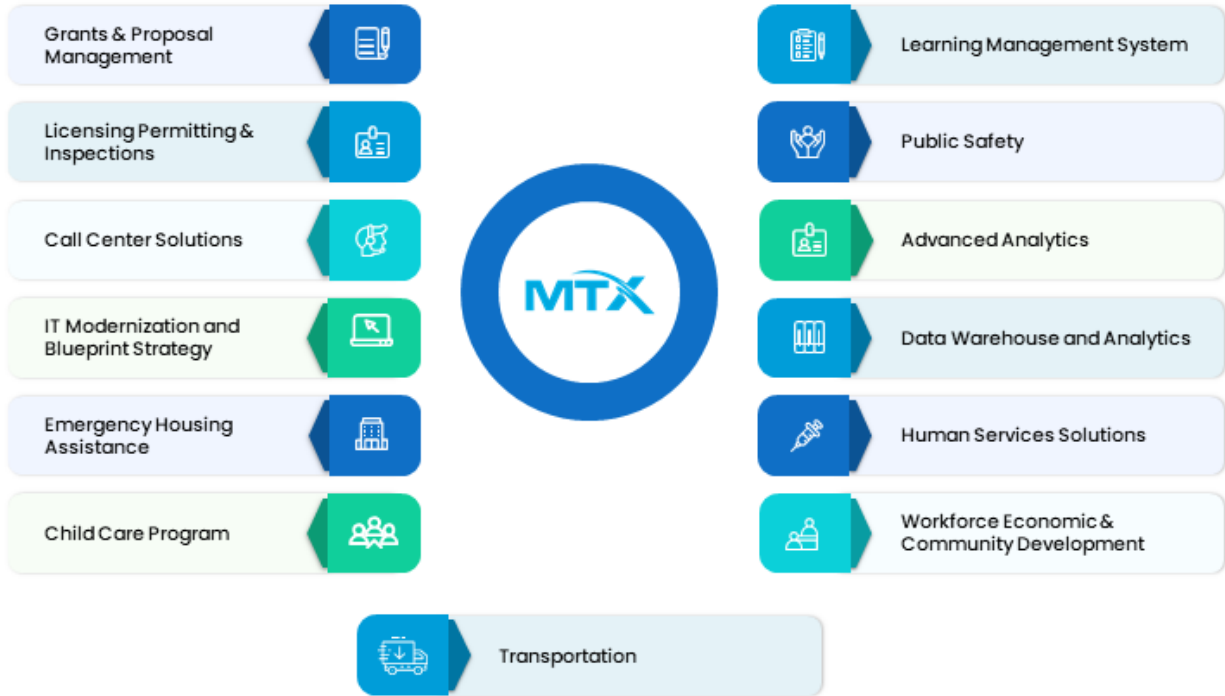 Grants & Proposal
Management
Licensing Permitting &
Inspections
Call Center Solutions
IT Modernization and
Blueprint Strategy
Emergency Housing
Assistance
Child Care Program
MTX
Learning Management System
Public Safety
Advanced Analytics
Data Warehouse and Analytics
Human Services Solutions
Workforce Economic &
Community Development
Transportation